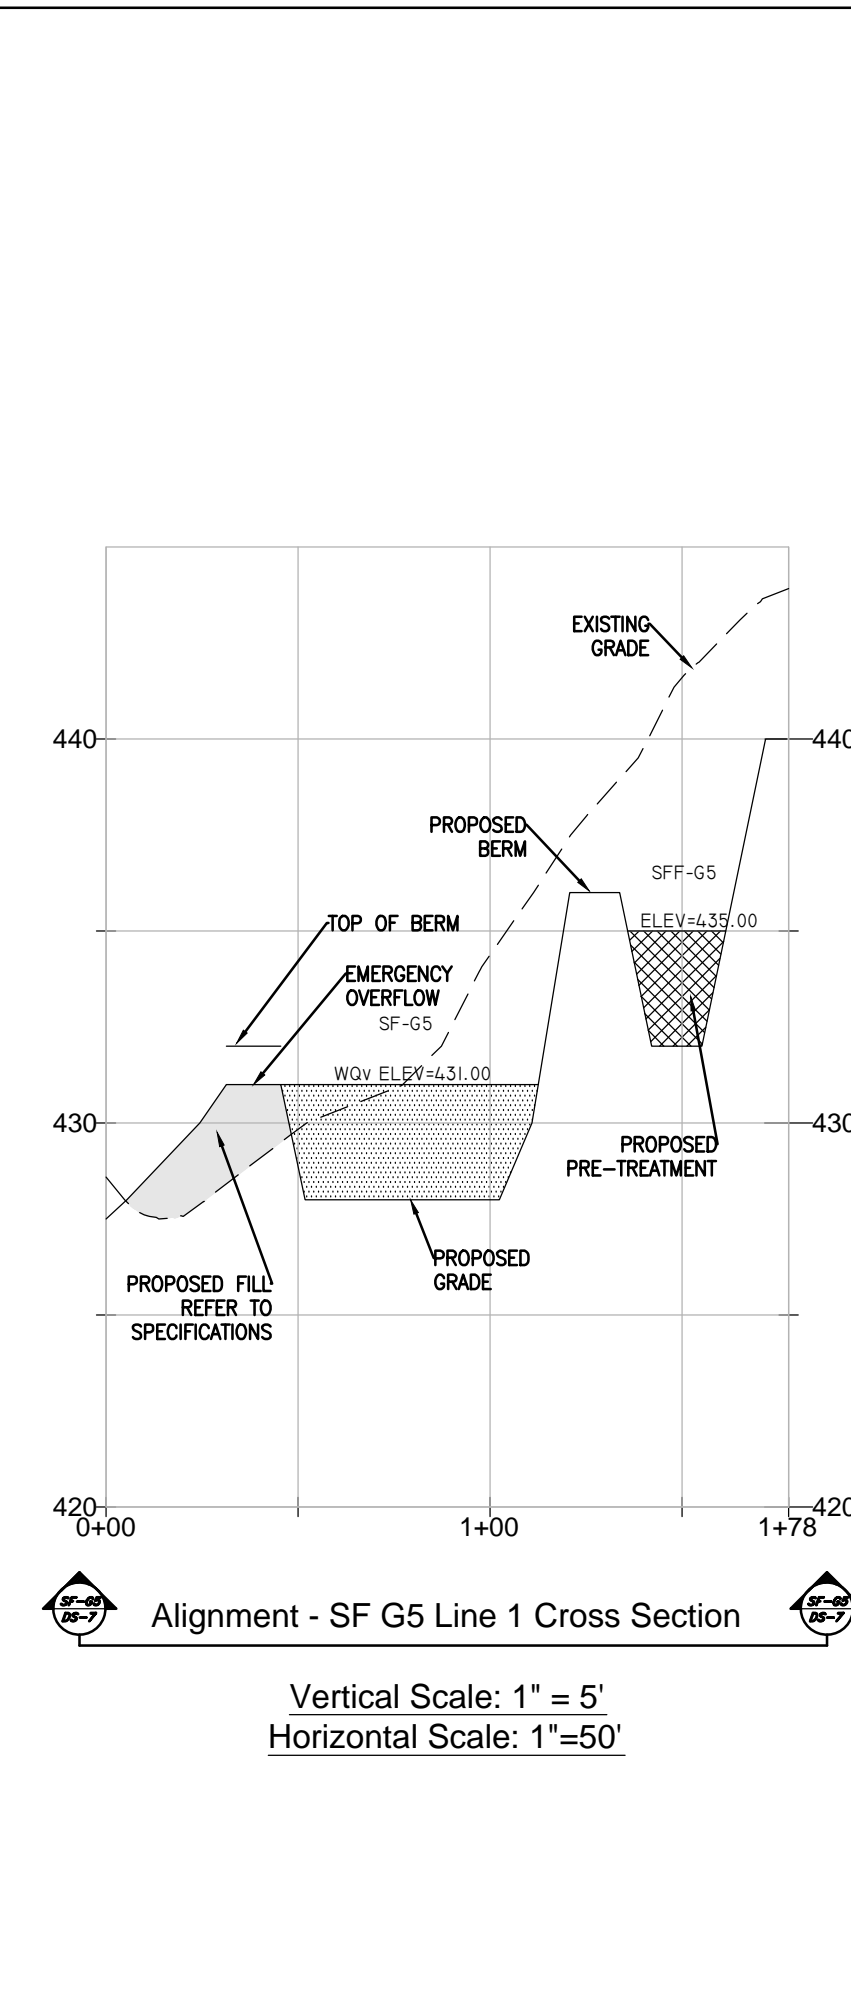 EXISTING
GRADE
440
440
PROPOSED
BERM
SFF-G5
ELEV=435.00
TOP OF BERM
EMERGENCY
OVERFLOW
SF-G5
WQv ELEV=431.00
430
430
PROPOSED
PRE-TREATMENT
PROPOSED
GRADE
PROPOSED FILL
REFER TO
SPECIFICATIONS
420
420
0+00
1+00
1+78
SF-G5
DS-7
Alignment - SF G5 Line 1 Cross Section
SF-G5
DS-7
Vertical Scale: 1" = 5'
Horizontal Scale: 1"=50'